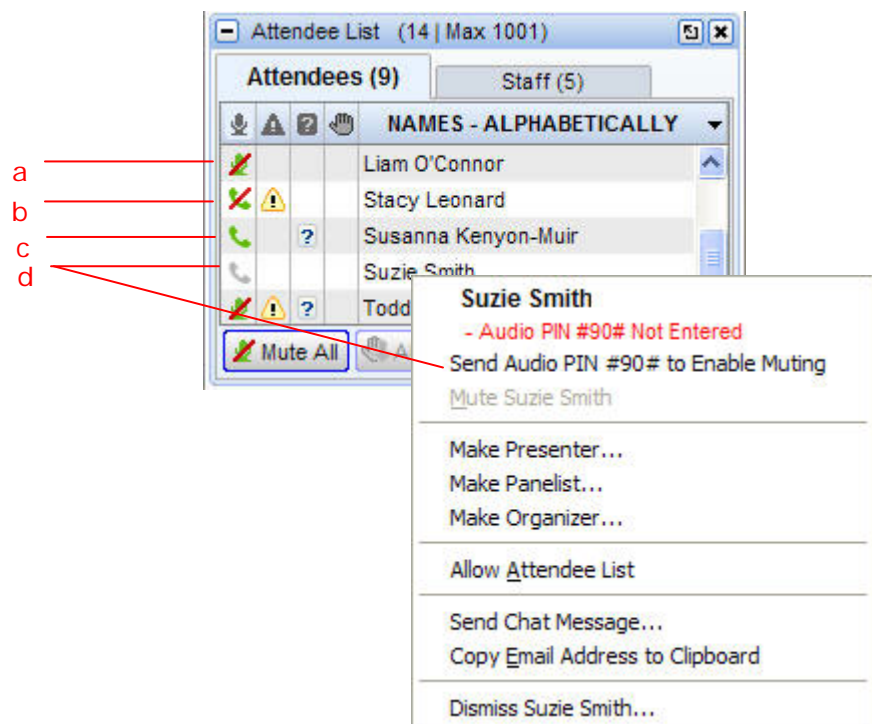 Attendee List (14 | Max 1001)
Attendees (9)
Staff (5)
NAMES - ALPHABETICALLY
a
Liam O'Connor
b
Stacy Leonard
c
Susanna Kenyon-Muir
d
Suzie Smith
Todd
Mute All
Suzie Smith
- Audio PIN #90# Not Entered
Send Audio PIN #90# to Enable Muting
Mute Suzie Smith
Make Presenter...
Make Panelist...
Make Organizer...
Allow Attendee List
Send Chat Message...
Copy Email Address to Clipboard
Dismiss Suzie Smith...